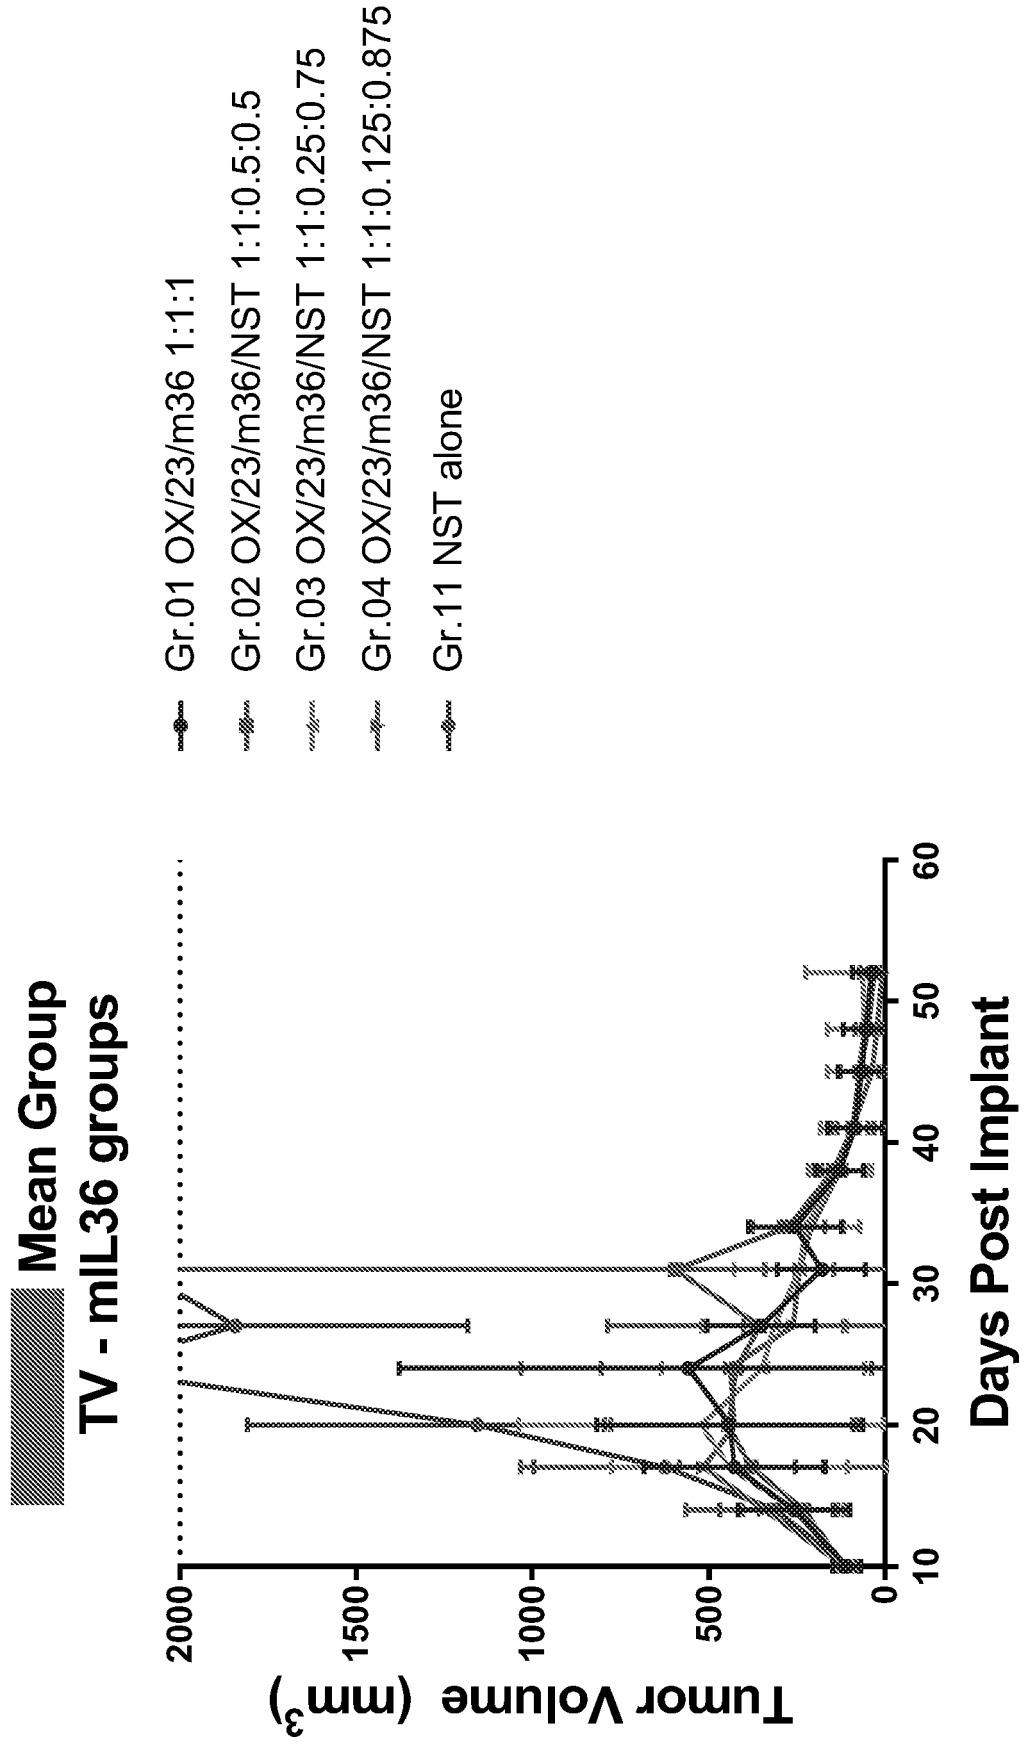 Mean Group
TV - mIL36 groups
Tumor Volume (mm³)
2000
1500
1000
500
0
10 20 30 40 50 60
Days Post Implant
Gr.01 OX/23/m36 1:1:1
Gr.02 OX/23/m36/NST 1:1:0.5:0.5
Gr.03 OX/23/m36/NST 1:1:0.25:0.75
Gr.04 OX/23/m36/NST 1:1:0.125:0.875
Gr.11 NST alone